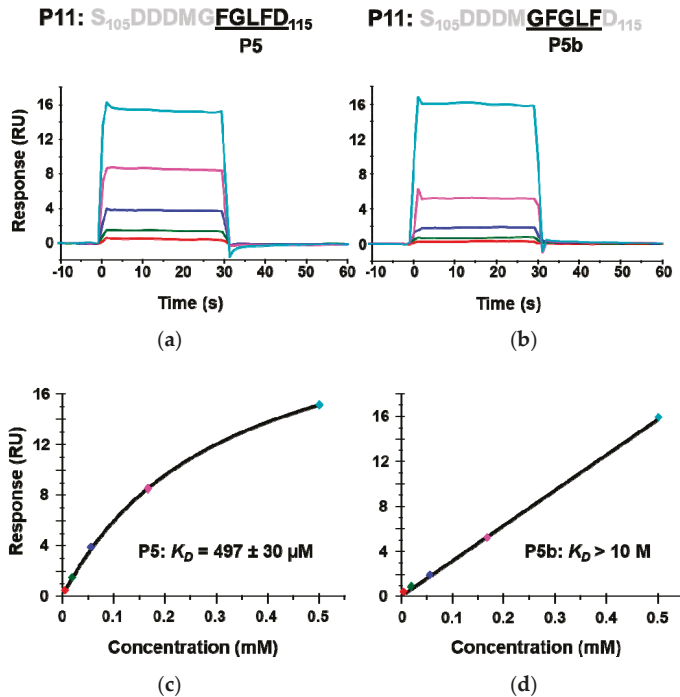 P11: S105DDDMGFGLFD115
P5
P11: S105DDDMGFGLFD115
P5b
Response (RU)
16
12
8
4
0
-10 0 10 20 30 40 50 60
Time (s)
(a)
16
12
8
4
0
-10 0 10 20 30 40 50 60
Time (s)
(b)
Response (RU)
16
12
8
4
0
P5: KD = 497 ± 30 µM
0 0.1 0.2 0.3 0.4 0.5
Concentration (mM)
(c)
16
12
8
4
0
P5b: KD > 10 M
0 0.1 0.2 0.3 0.4 0.5
Concentration (mM)
(d)